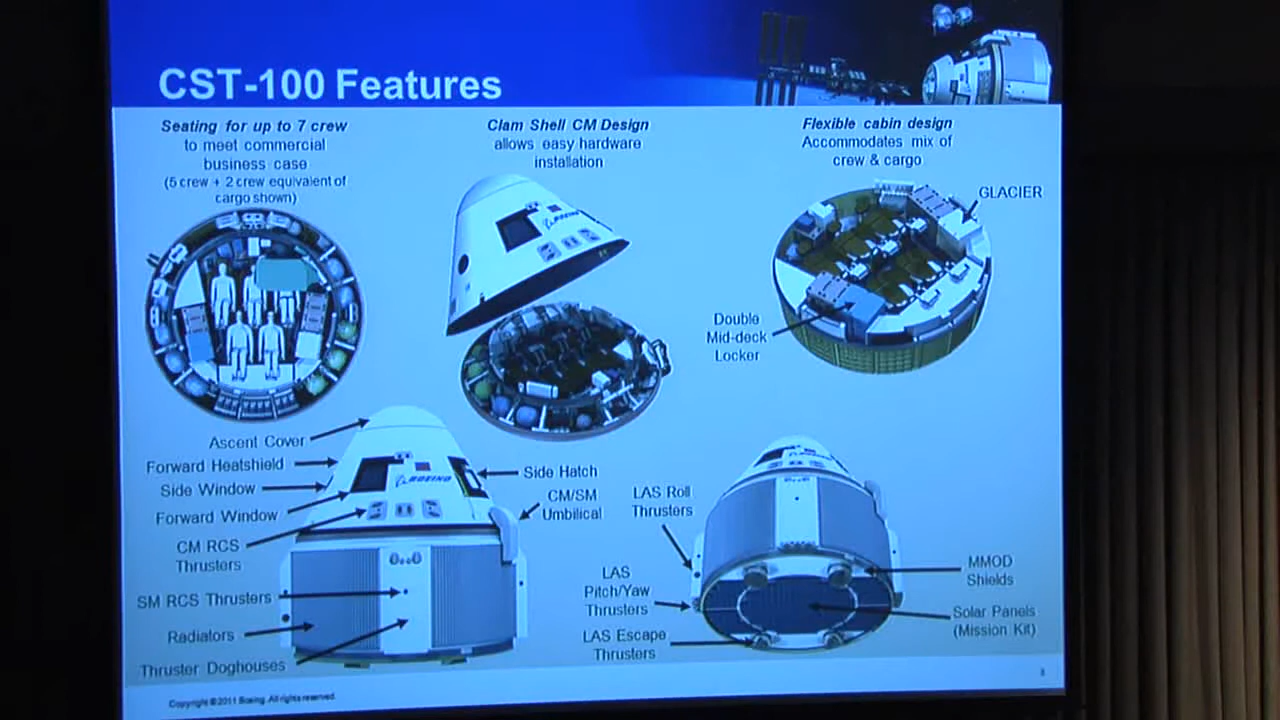 CST-100 Features
Seating for up to 7 crew
to meet commercial
business case
(5 crew + 2 crew equivalent of
cargo shown)
Clam Shell CM Design
allows easy hardware
installation
Flexible cabin design
Accommodates mix of
crew & cargo
GLACIER
BOEING
Double
Mid-deck
Locker
Ascent Cover
Forward Heatshield
Side Window
Forward Window
CM RCS
Thrusters
SM RCS Thrusters
Radiators
Thruster Doghouses
BOEING
Side Hatch
CM/SM
Umbilical
LAS Roll
Thrusters
LAS
Pitch/Yaw
Thrusters
LAS Escape
Thrusters
MMOD
Shields
Solar Panels
(Mission Kit)
Copyright © 2011 Boeing. All rights reserved.